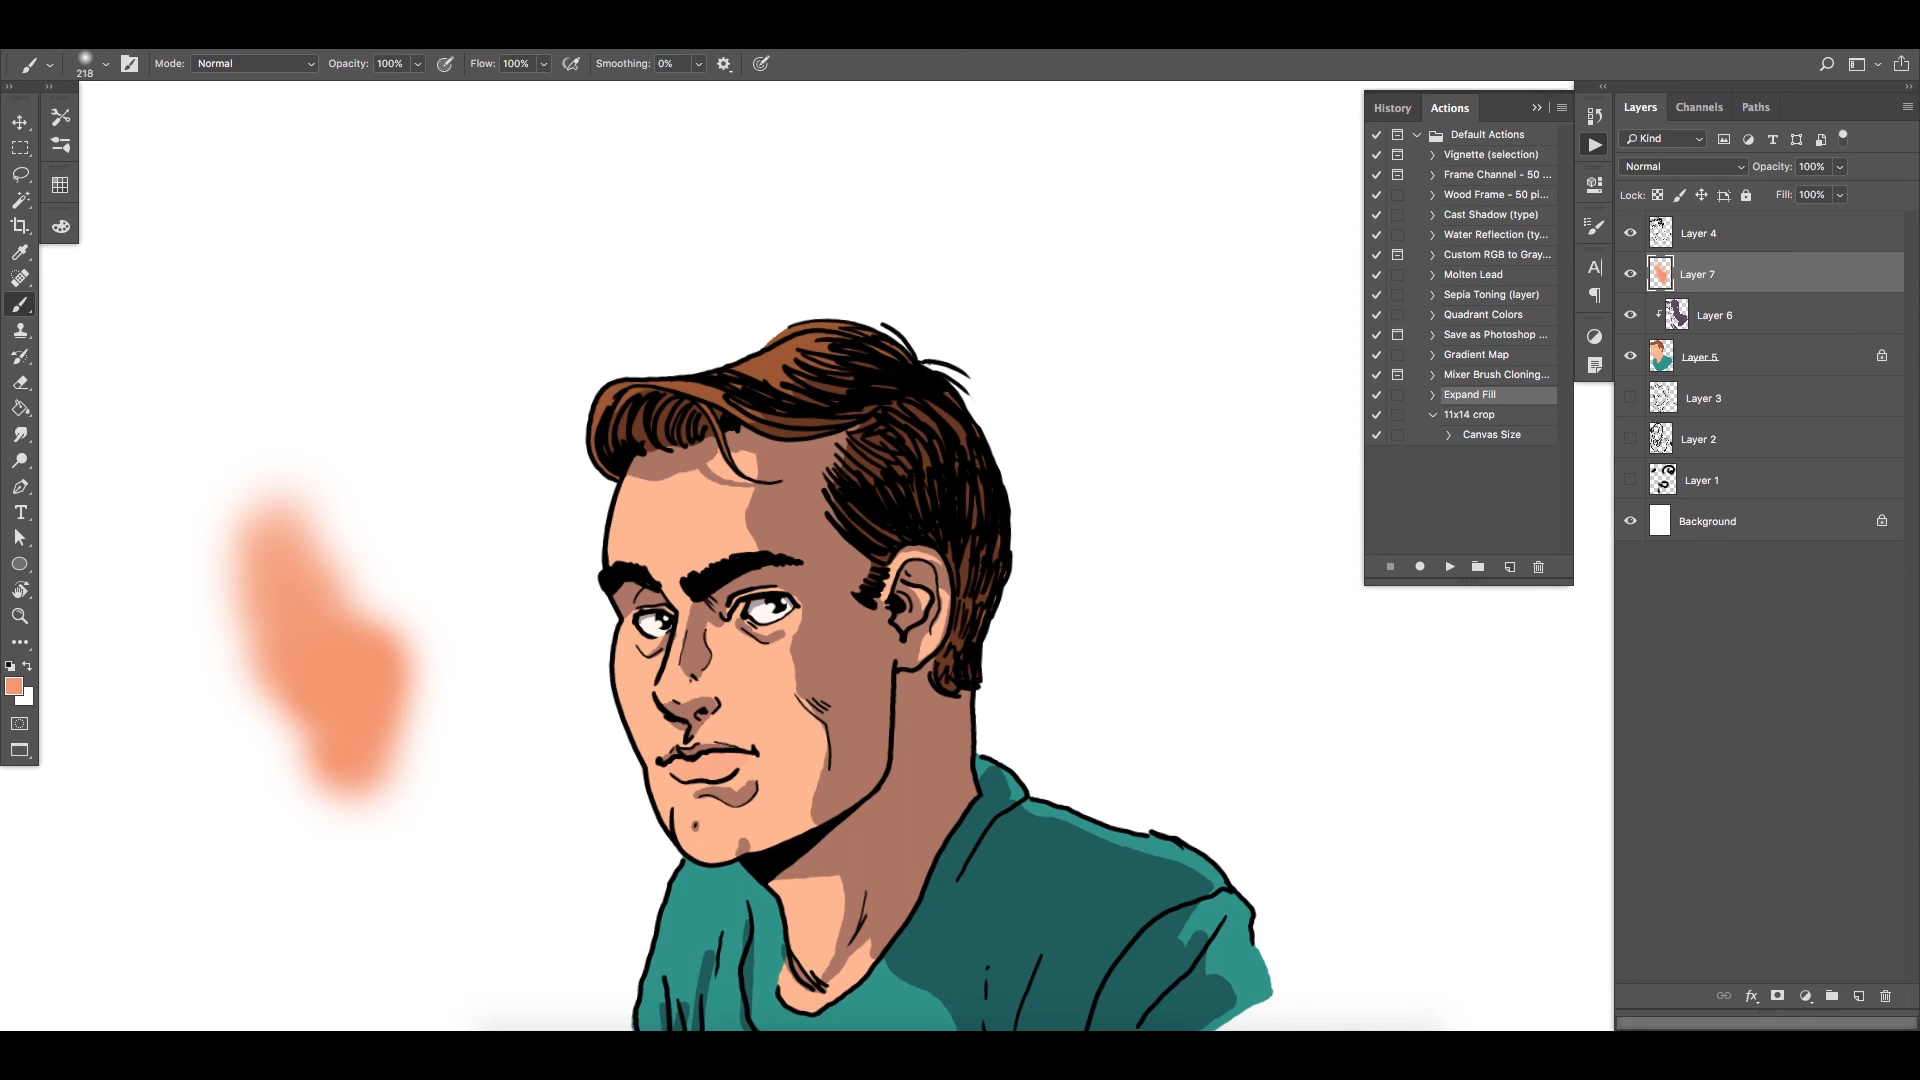 218 Mode: Normal Opacity: 100% Flow: 100% Smoothing: 0%
History Actions
Default Actions
Vignette (selection)
Frame Channel - 50 ...
Wood Frame - 50 pi...
Cast Shadow (type)
Water Reflection (ty...
Custom RGB to Gray...
Molten Lead
Sepia Toning (layer)
Quadrant Colors
Save as Photoshop ...
Gradient Map
Mixer Brush Cloning...
Expand Fill
11x14 crop
Canvas Size
Layers Channels Paths
Kind
Normal Opacity: 100%
Lock: Fill: 100%
Layer 4
Layer 7
Layer 6
Layer 5
Layer 3
Layer 2
Layer 1
Background
fx